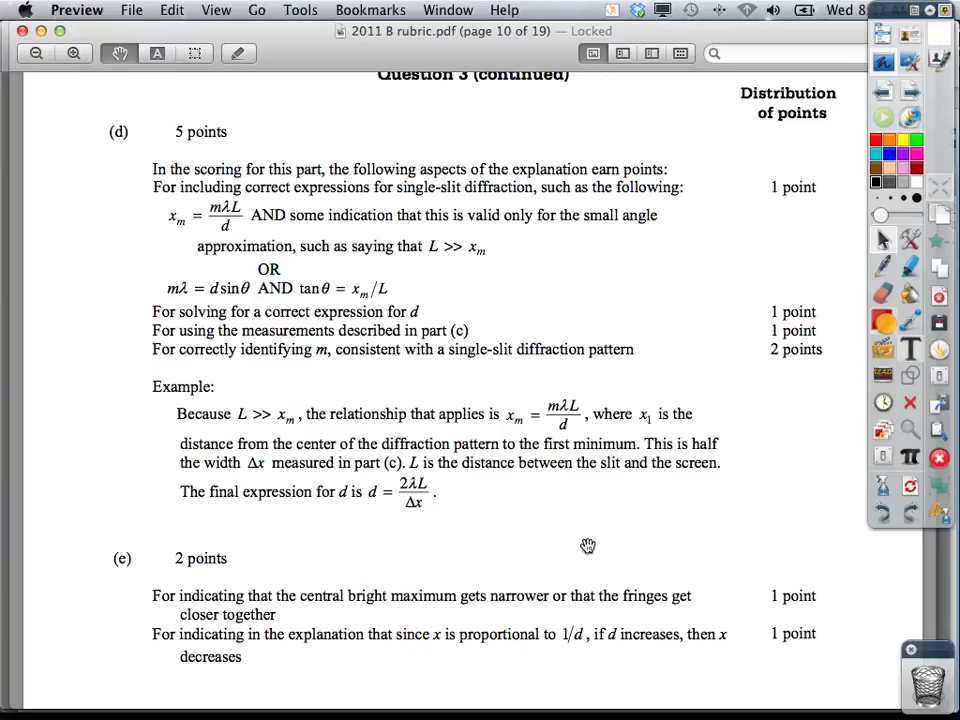 Preview File Edit View Go Tools Bookmarks Window Help Wed 8
2011 B rubric.pdf (page 10 of 19) — Locked
Question 3 (continued)
Distribution
of points
(d) 5 points
In the scoring for this part, the following aspects of the explanation earn points:
For including correct expressions for single-slit diffraction, such as the following: 1 point
x_m = mλL/d AND some indication that this is valid only for the small angle
approximation, such as saying that L >> x_m
OR
mλ = d sinθ AND tanθ = x_m/L
For solving for a correct expression for d 1 point
For using the measurements described in part (c) 1 point
For correctly identifying m, consistent with a single-slit diffraction pattern 2 points
Example:
Because L >> x_m, the relationship that applies is x_m = mλL/d, where x_1 is the
distance from the center of the diffraction pattern to the first minimum. This is half
the width Δx measured in part (c). L is the distance between the slit and the screen.
The final expression for d is d = 2λL/Δx.
(e) 2 points
For indicating that the central bright maximum gets narrower or that the fringes get 1 point
closer together
For indicating in the explanation that since x is proportional to 1/d, if d increases, then x 1 point
decreases